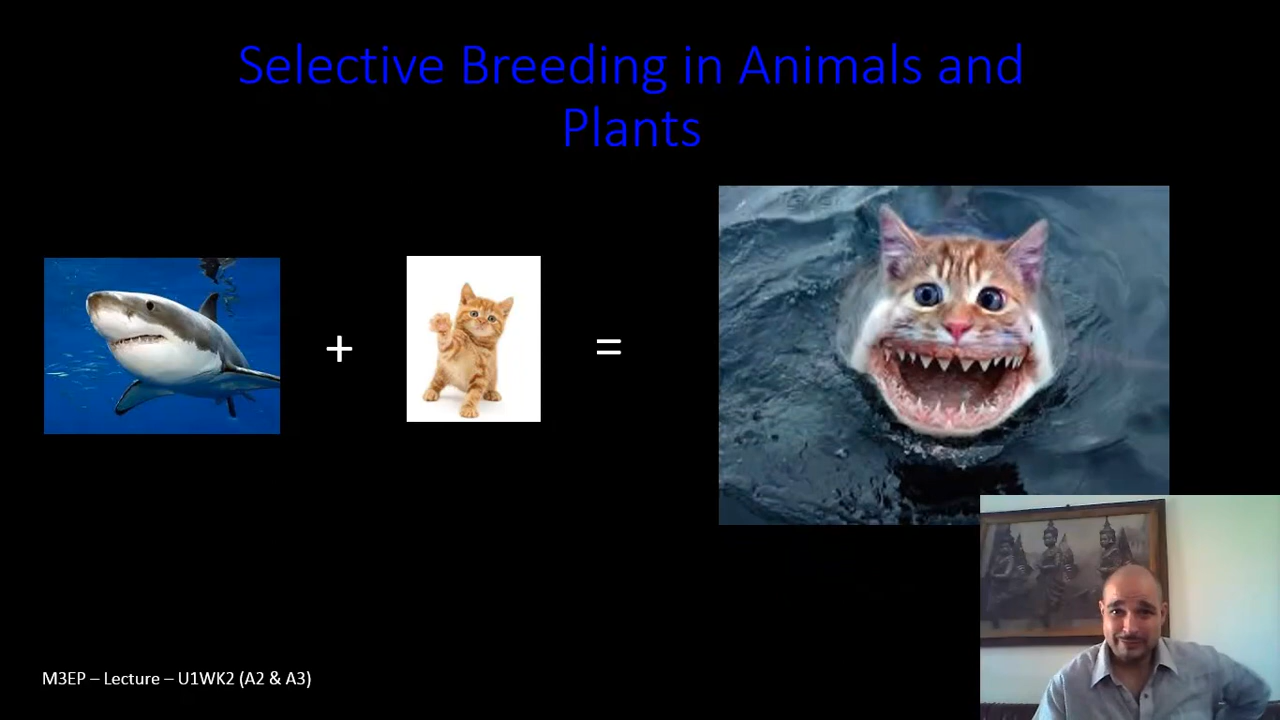 Selective Breeding in Animals and
Plants
+
=
M3EP – Lecture – U1WK2 (A2 & A3)